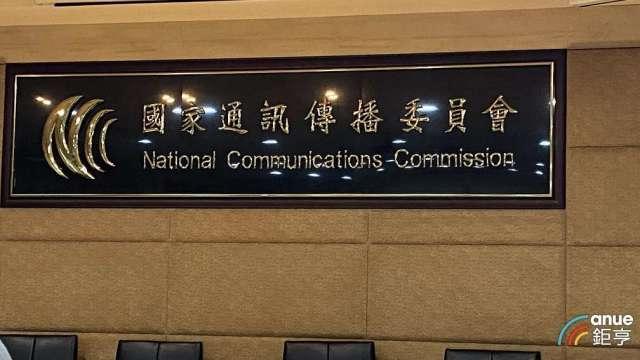 國家通訊傳播委員會
National Communications Commission
anue
鉅亨